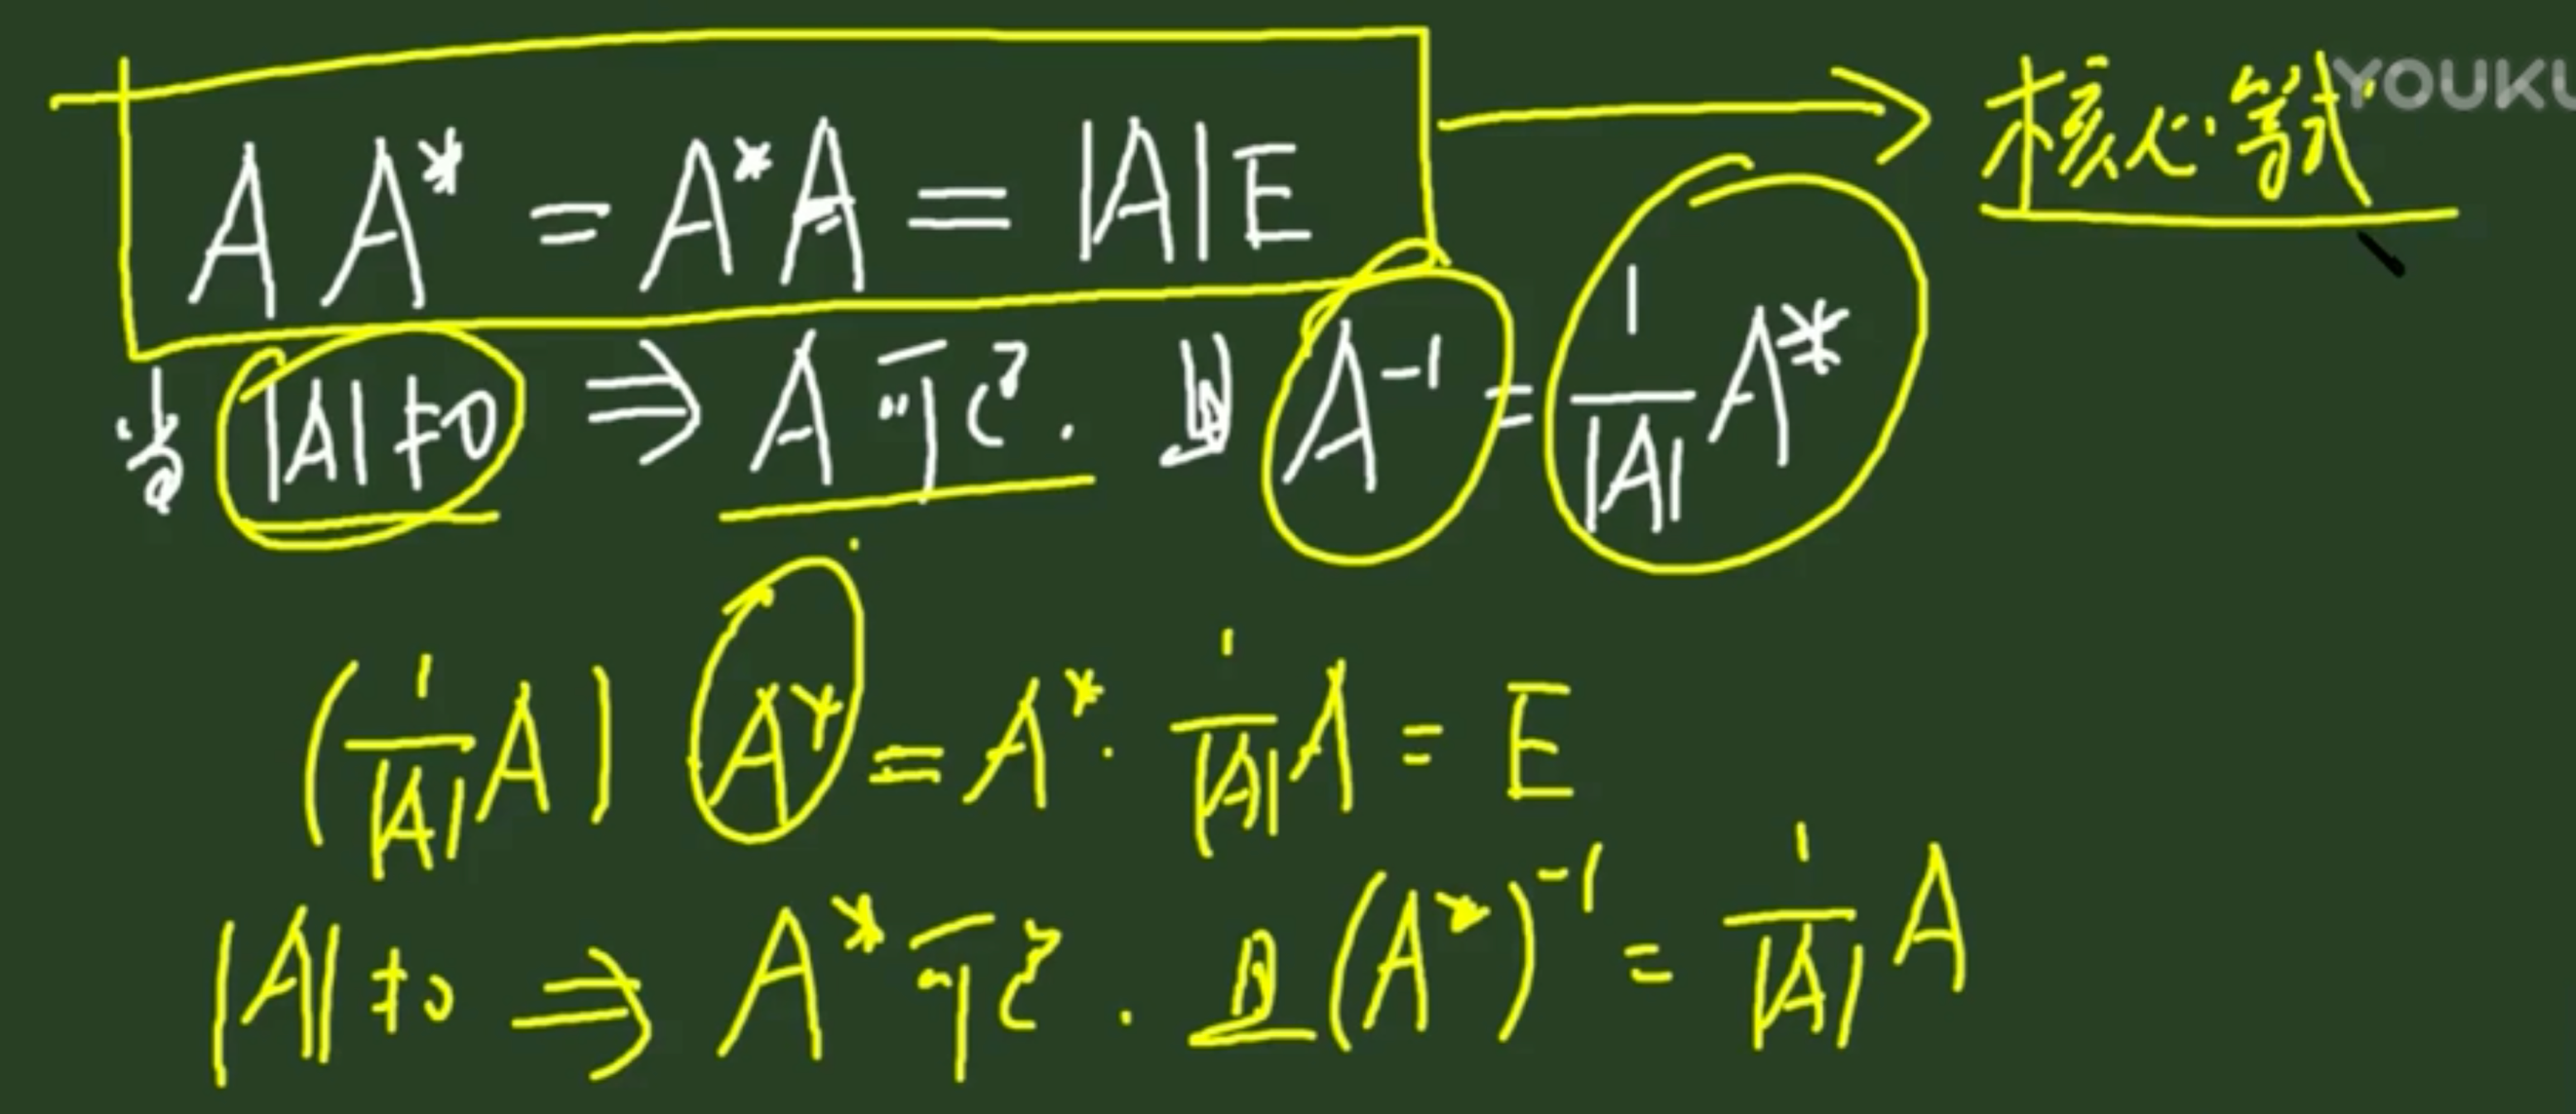 AA* = A*A = |A|E → 核心等式
YOUKU
当 |A|≠0 ⇒ A可逆. 且 A⁻¹ = 1/|A| A*
(1/|A| A) A* = A* · 1/|A| A = E
|A|≠0 ⇒ A*可逆. 且 (A*)⁻¹ = 1/|A| A